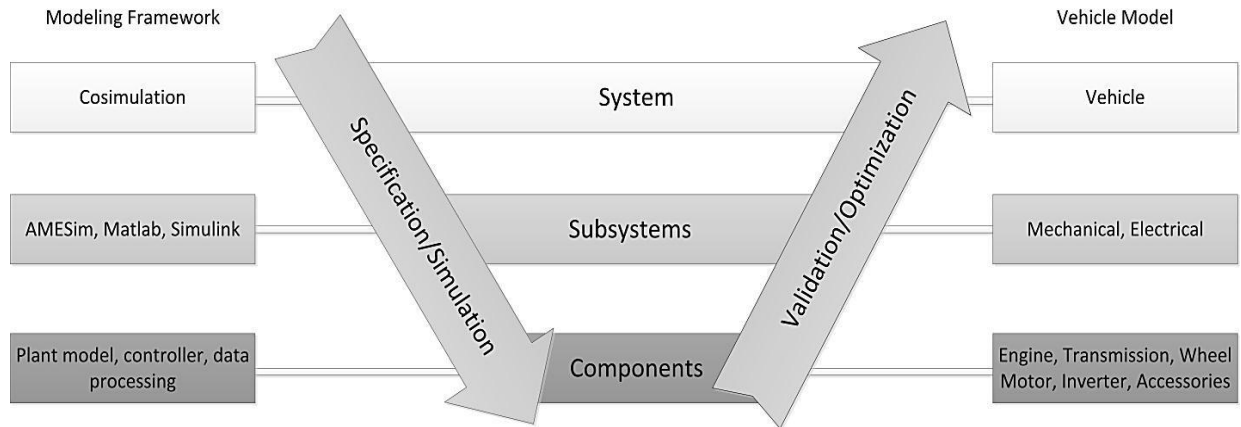 Modeling Framework
Vehicle Model
Cosimulation
System
Vehicle
Specification/Simulation
Validation/Optimization
AMESim, Matlab, Simulink
Subsystems
Mechanical, Electrical
Plant model, controller, data
processing
Components
Engine, Transmission, Wheel
Motor, Inverter, Accessories